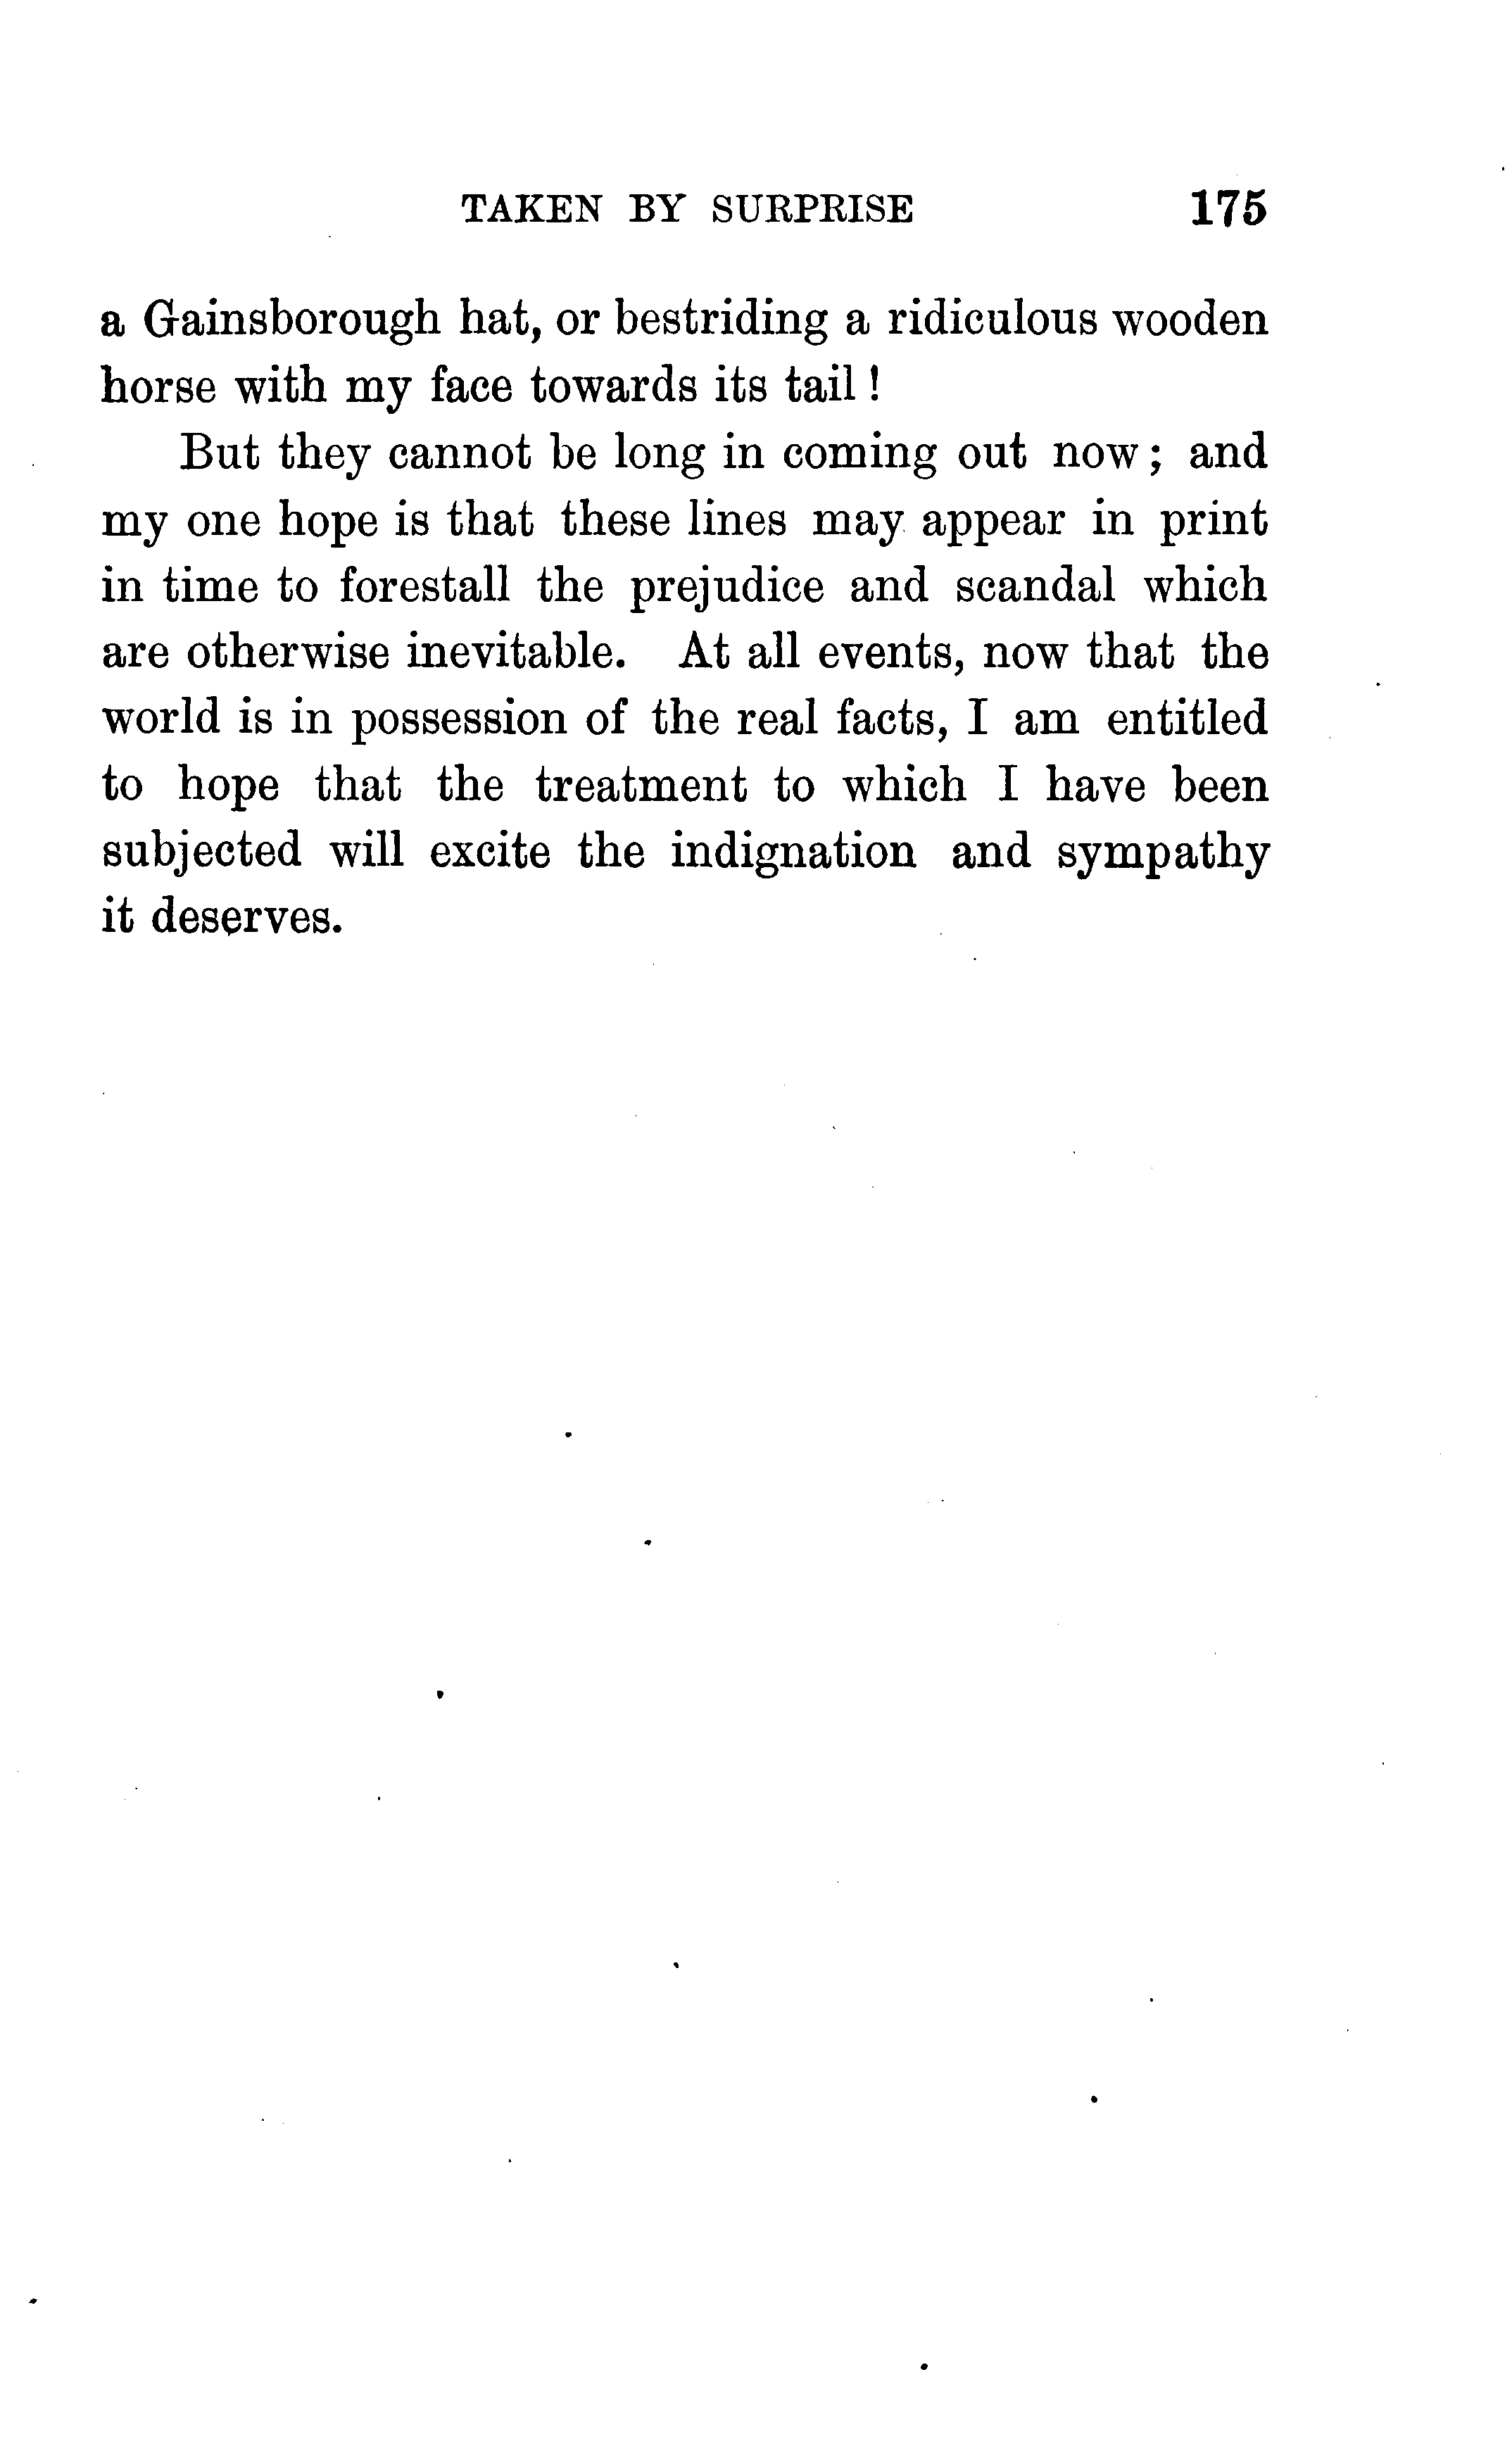 TAKEN BY SURPRISE 175
a Gainsborough hat, or bestriding a ridiculous wooden
horse with my face towards its tail !
But they cannot be long in coming out now ; and
my one hope is that these lines may appear in print
in time to forestall the prejudice and scandal which
are otherwise inevitable. At all events, now that the
world is in possession of the real facts, I am entitled
to hope that the treatment to which I have been
subjected will excite the indignation and sympathy
it deserves.